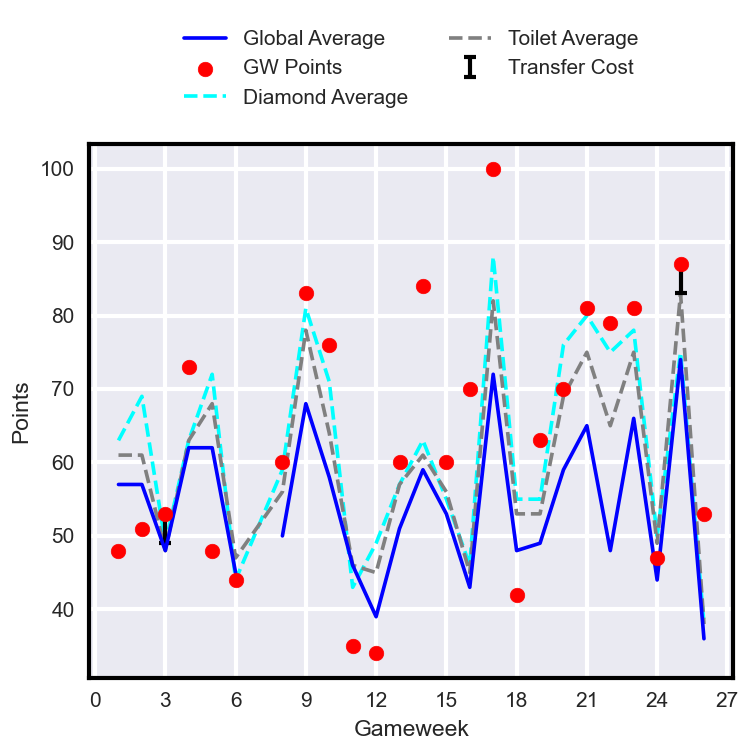 Global Average
GW Points
Diamond Average
Toilet Average
Transfer Cost
100
90
80
70
60
50
40
Points
0 3 6 9 12 15 18 21 24 27
Gameweek